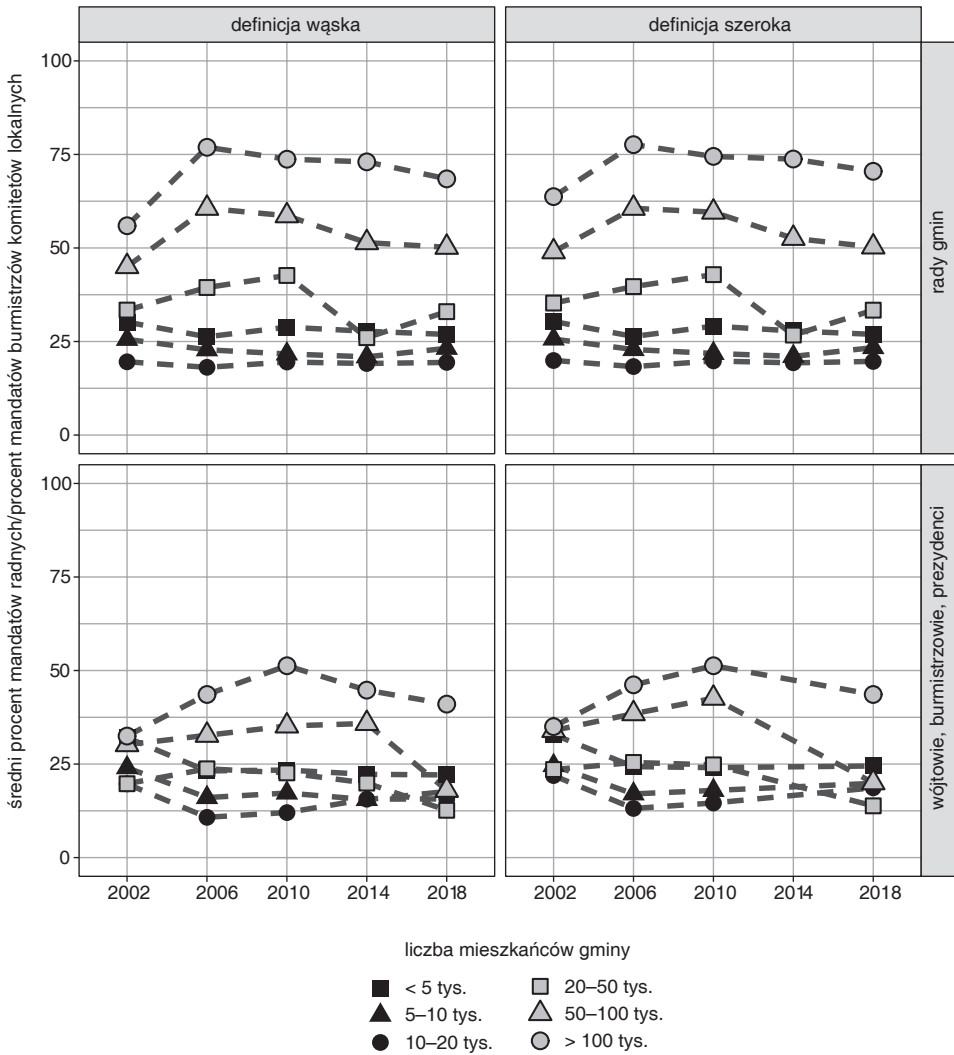 definicja wąska
definicja szeroka
średni procent mandatów radnych/procent mandatów burmistrzów komitetów lokalnych
100
75
50
25
0
rady gmin
100
75
50
25
0
wójtowie, burmistrzowie, prezydenci
2002 2006 2010 2014 2018
2002 2006 2010 2014 2018
liczba mieszkańców gminy
< 5 tys.
5–10 tys.
10–20 tys.
20–50 tys.
50–100 tys.
> 100 tys.